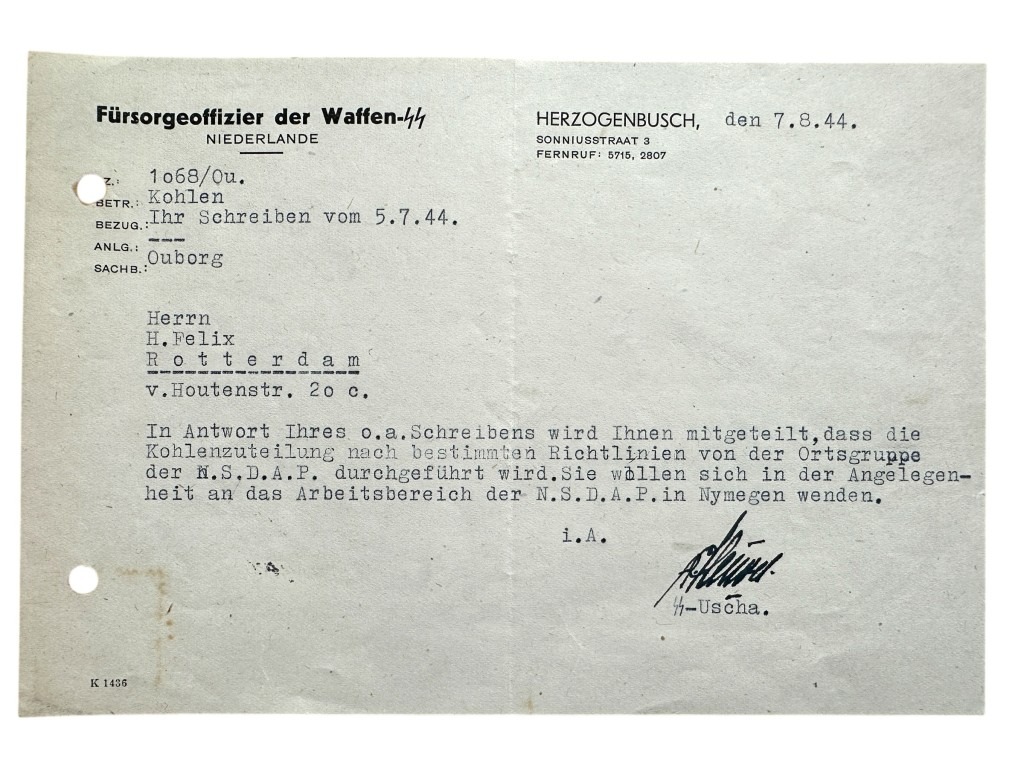 Fürsorgeoffizier der Waffen-ᛋᛋ
NIEDERLANDE
HERZOGENBUSCH, den 7.8.44.
SONNIUSSTRAAT 3
FERNRUF: 5715, 2807
Z.: 1o68/Ou.
BETR.: Kohlen
BEZUG.: Ihr Schreiben vom 5.7.44.
ANLG.: ---
SACHB.: Ouborg
Herrn
H.Felix
R o t t e r d a m
v.Houtenstr. 2o c.
In Antwort Ihres o.a.Schreibens wird Ihnen mitgeteilt,dass die
Kohlenzuteilung nach bestimmten Richtlinien von der Ortsgruppe
der N.S.D.A.P. durchgeführt wird.Sie wollen sich in der Angelegen-
heit an das Arbeitsbereich der N.S.D.A.P.in Nymegen wenden.
i.A.
ᛋᛋ-Uscha.
K 1436